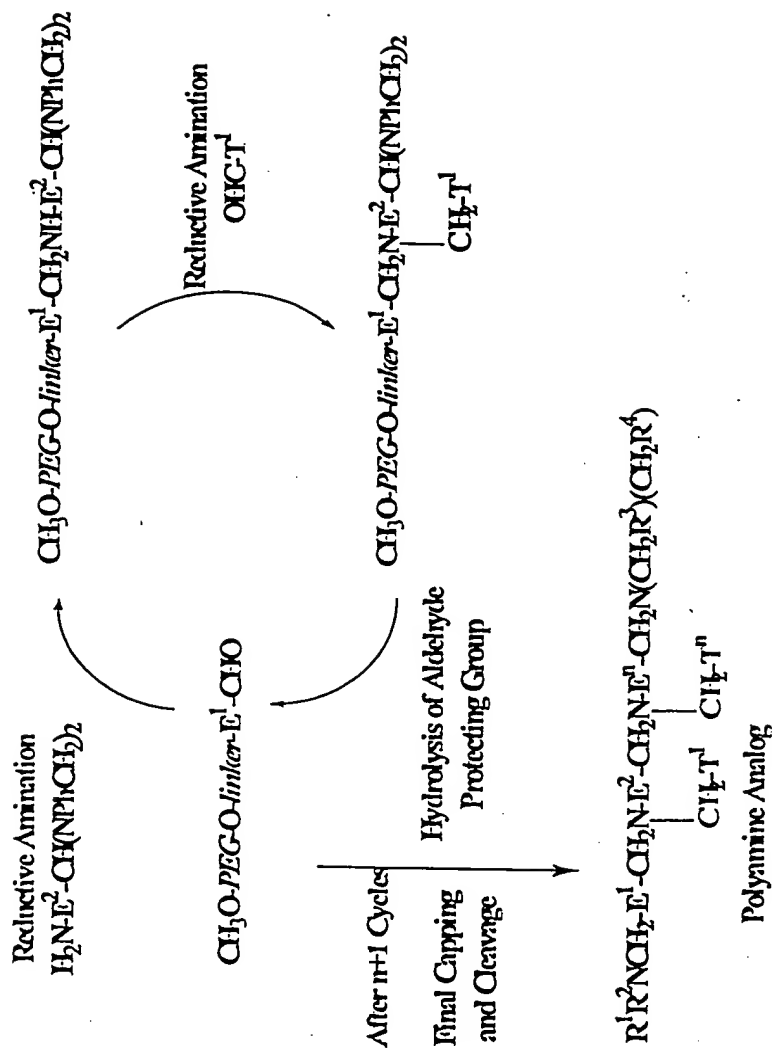 Reductive Amination
H₂N-E²-CH(NPhCH₂)₂
CH₃O-PEG-O-linker-E¹-CH₂NH-E²-CH(NPhCH₂)₂
Reductive Amination
OHC-T¹
CH₃O-PEG-O-linker-E¹-CHO
CH₃O-PEG-O-linker-E¹-CH₂N-E²-CH(NPhCH₂)₂
CH₂-T¹
Hydrolysis of Aldehyde
Protecting Group
After n+1 Cycles
Final Capping
and Cleavage
R¹R²NCH₂-E¹-CH₂N-E²-CH₂N-Eⁿ-CH₂N(CH₂R³)(CH₂R⁴)
CH₂-T¹ CH₂-Tⁿ
Polyamine Analog